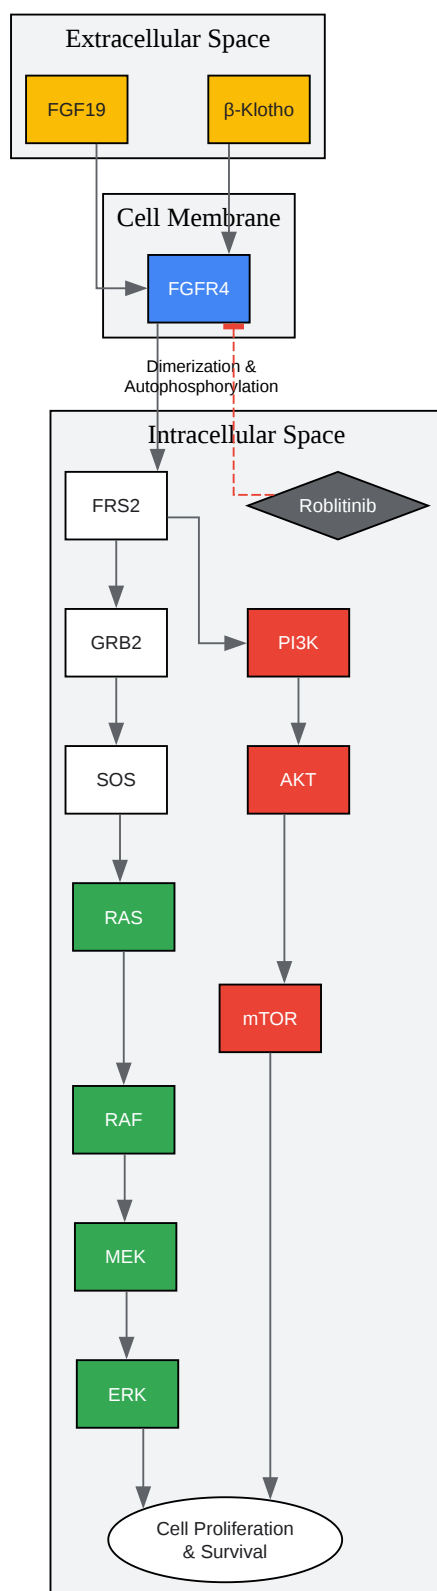 Extracellular Space
FGF19
β-Klotho
Cell Membrane
FGFR4
Dimerization &
Autophosphorylation
Intracellular Space
FRS2
Roblitinib
GRB2
PI3K
SOS
AKT
RAS
mTOR
RAF
MEK
ERK
Cell Proliferation
& Survival